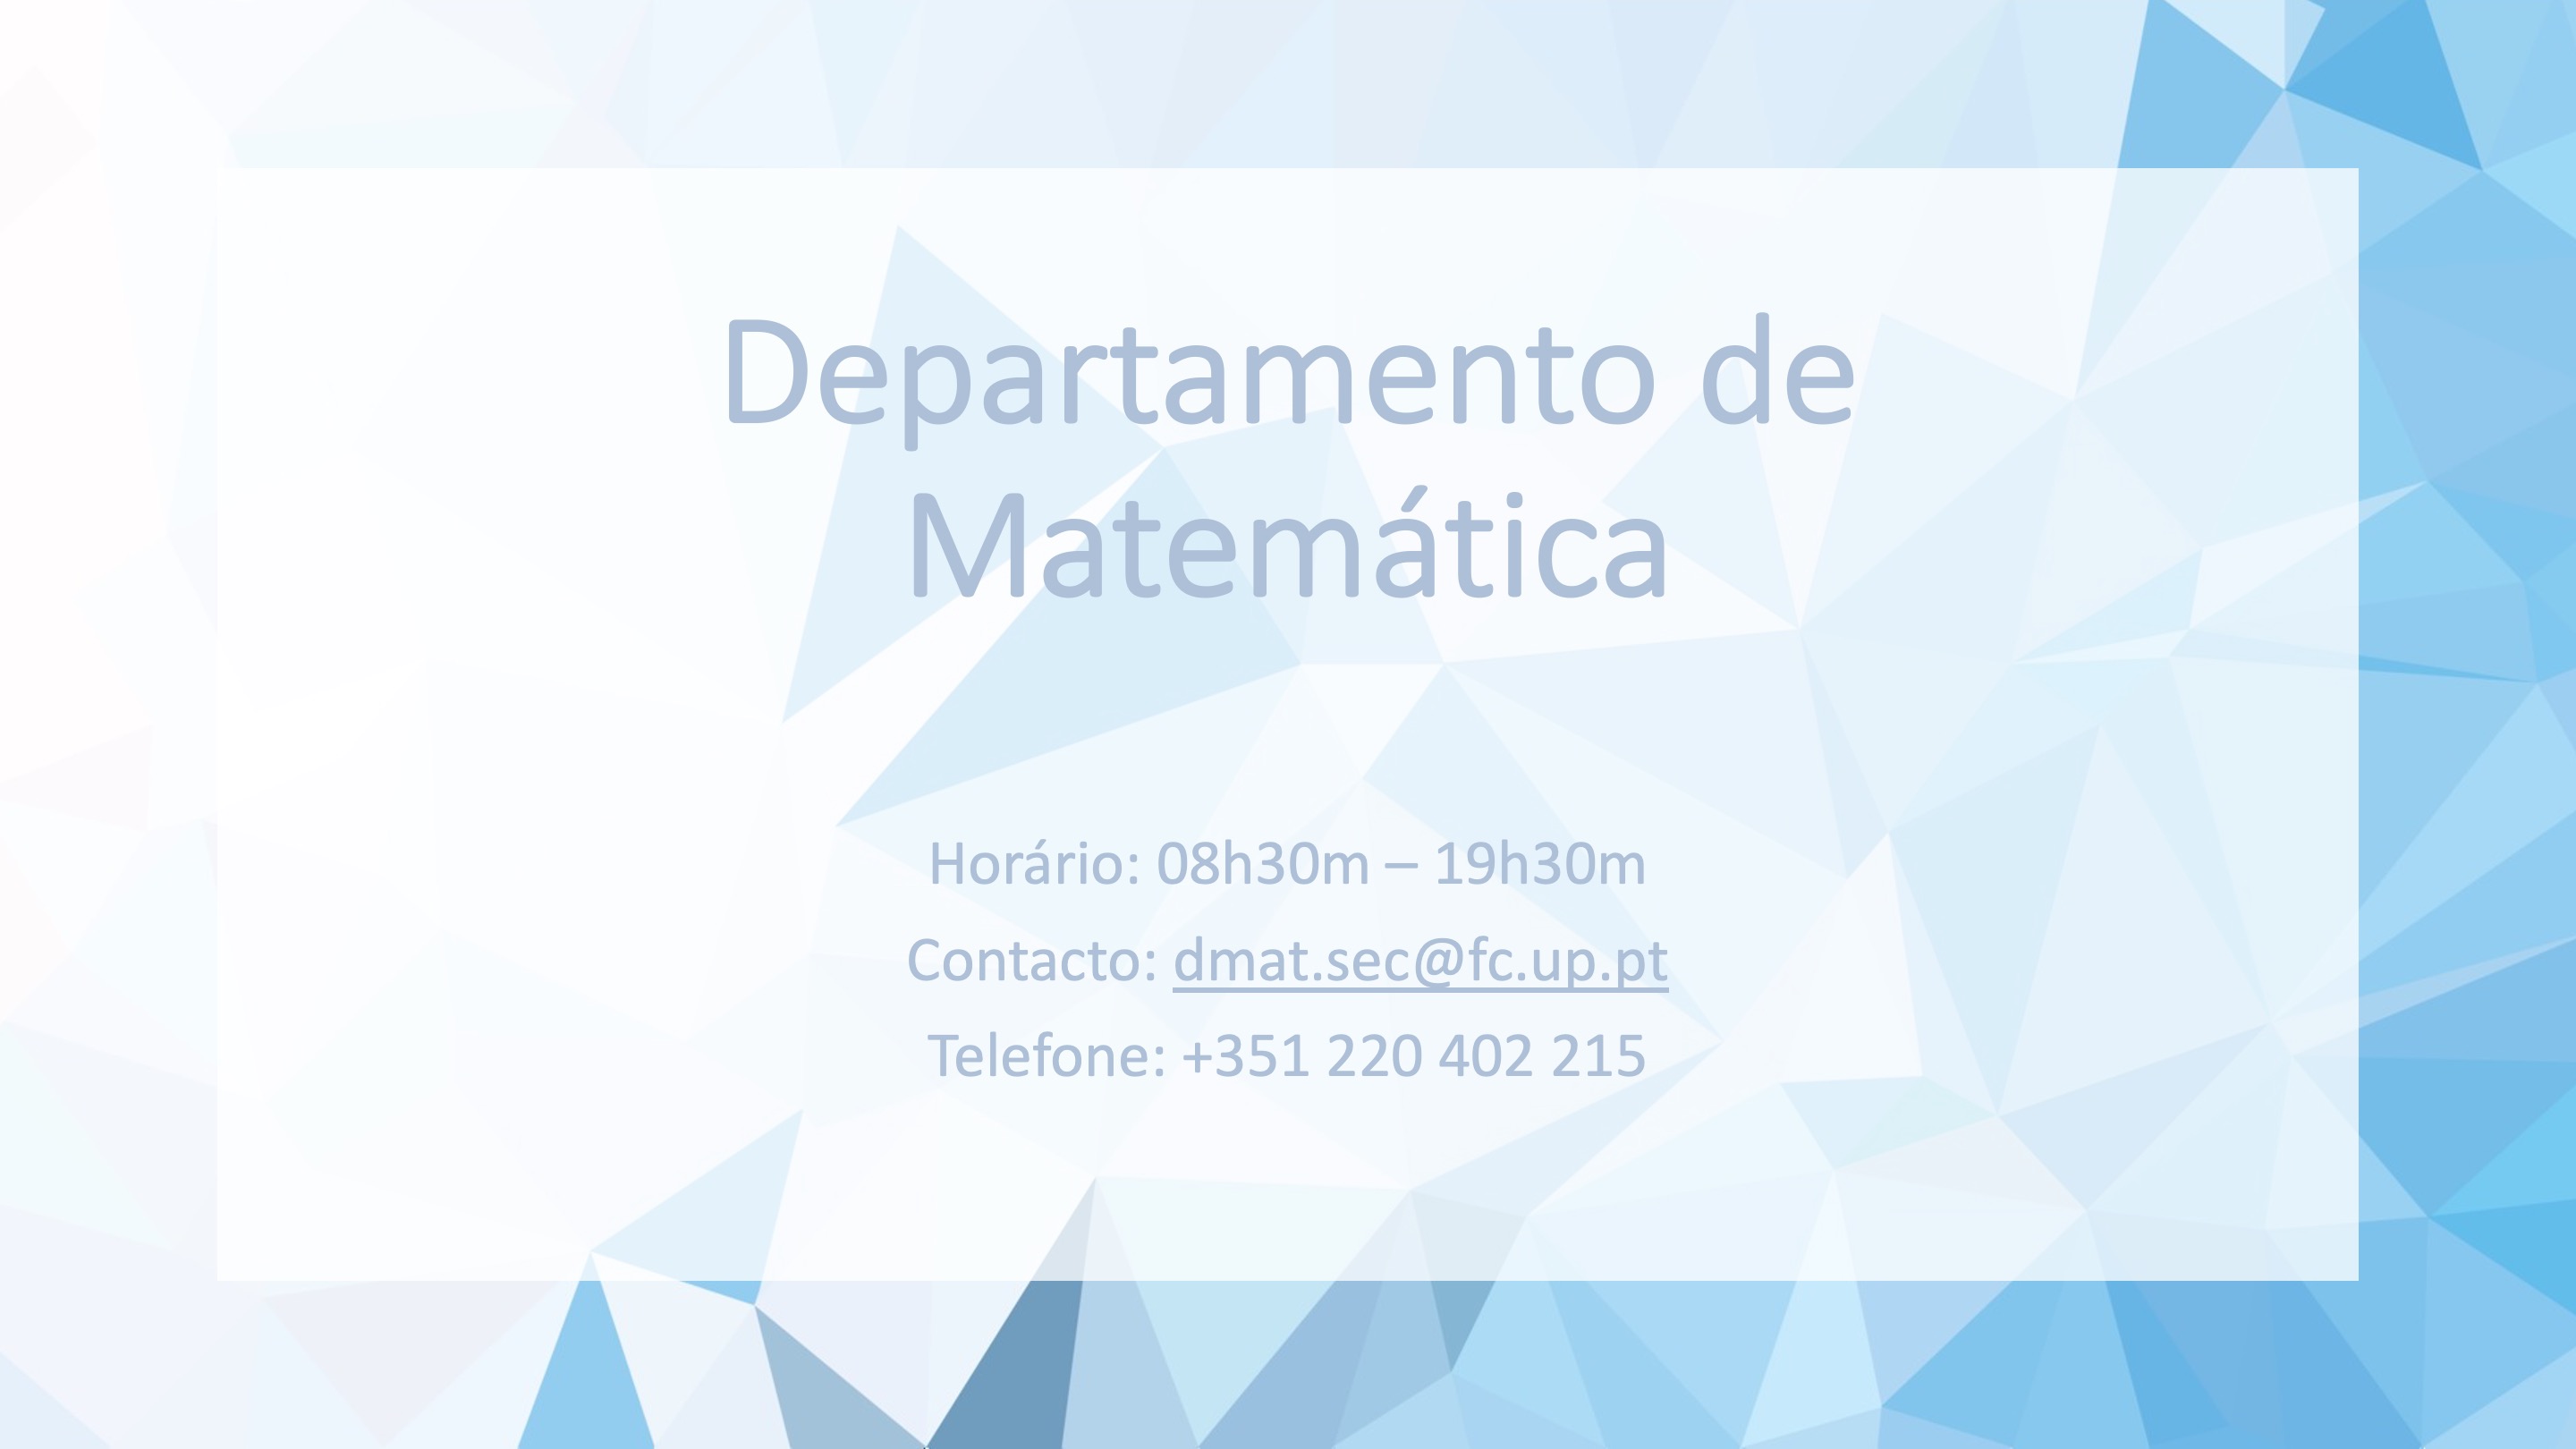 Departamento de
Matemática
Horário: 08h30m – 19h30m
Contacto: dmat.sec@fc.up.pt
Telefone: +351 220 402 215